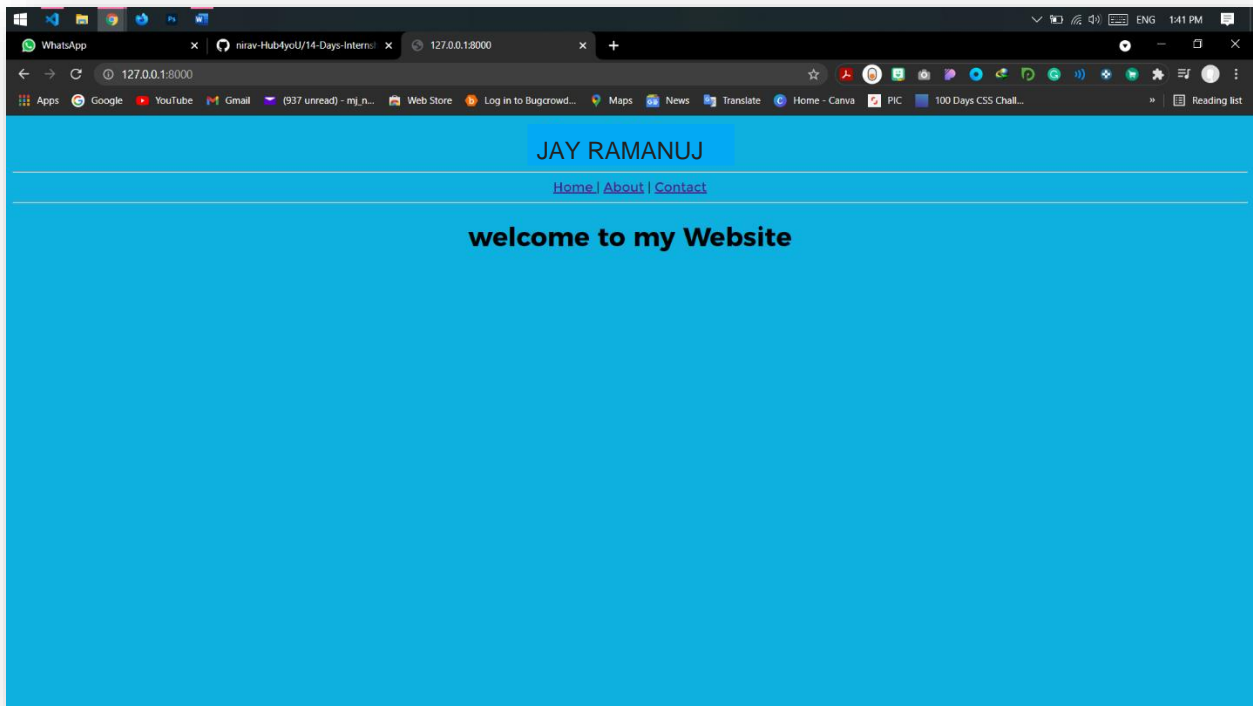 ENG 1:41 PM
WhatsApp nirav-Hub4yoU/14-Days-Interns 127.0.0.1:8000
127.0.0.1:8000
Apps Google YouTube Gmail (937 unread) - mj_n... Web Store Log in to Bugcrowd... Maps News Translate Home - Canva PIC 100 Days CSS Chall... » Reading list
JAY RAMANUJ
Home | About | Contact
welcome to my Website